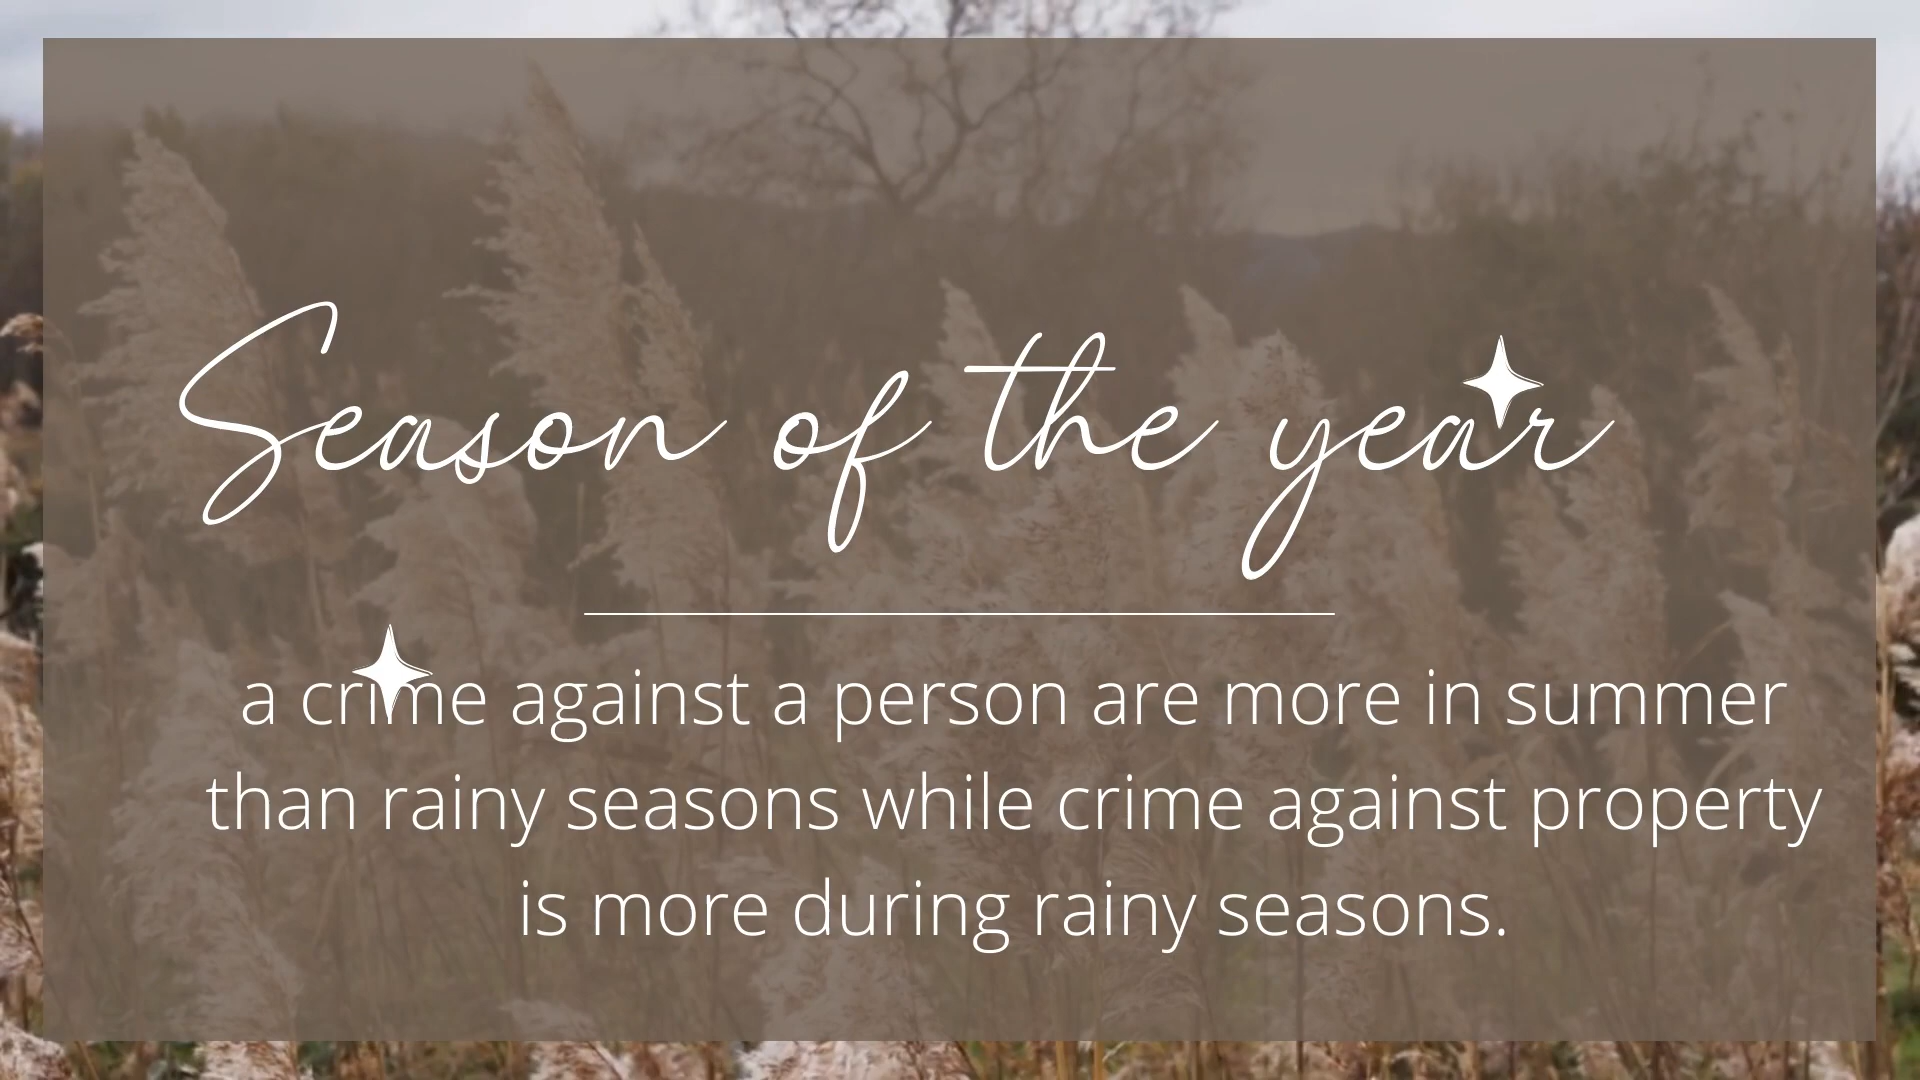 Season of the year
a crime against a person are more in summer
than rainy seasons while crime against property
is more during rainy seasons.